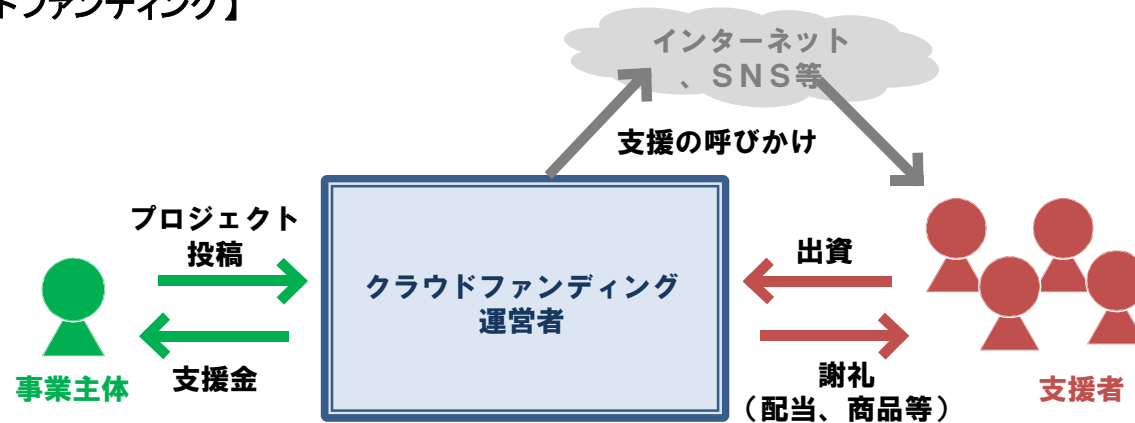 ドファンディング】
インターネット
、ＳＮＳ等
支援の呼びかけ
プロジェクト
投稿
出資
クラウドファンディング
運営者
支援金
謝礼
（配当、商品等）
事業主体
支援者